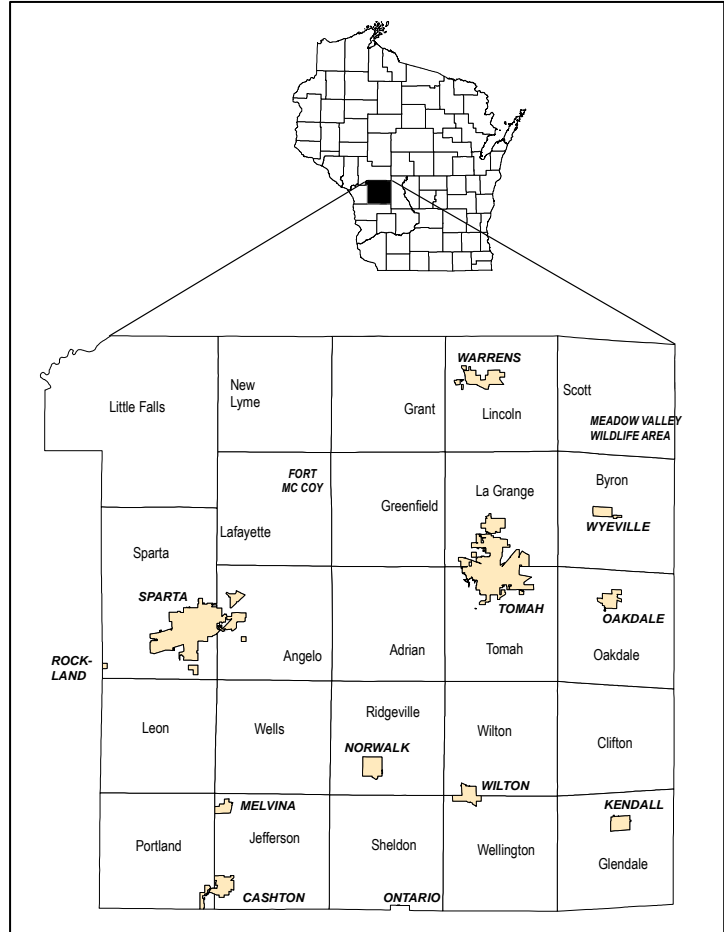 WARRENS
New
Lyme
Scott
Little Falls
Grant
Lincoln
MEADOW VALLEY
WILDLIFE AREA
FORT
MC COY
Byron
La Grange
Greenfield
WYEVILLE
Lafayette
Sparta
SPARTA
TOMAH
OAKDALE
Angelo
Adrian
Tomah
Oakdale
ROCK-
LAND
Ridgeville
Leon
Wells
Wilton
Clifton
NORWALK
WILTON
MELVINA
KENDALL
Jefferson
Portland
Sheldon
Wellington
Glendale
CASHTON
ONTARIO